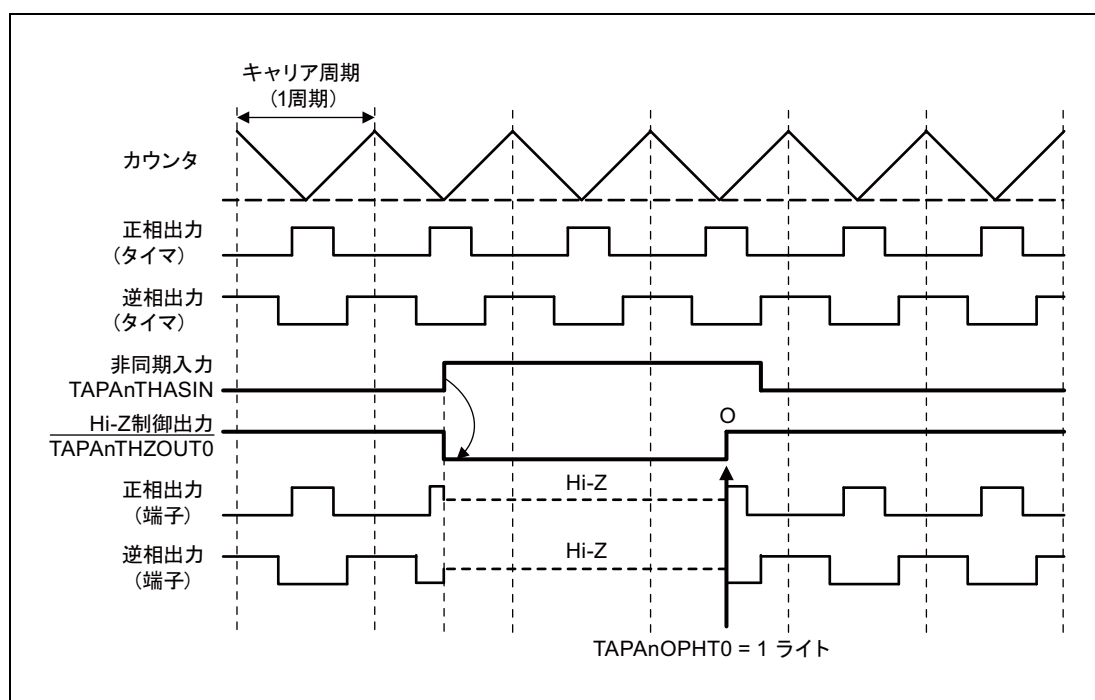 キャリア周期
(1周期)
カウンタ
正相出力
(タイマ)
逆相出力
(タイマ)
非同期入力
TAPAnTHASIN
Hi-Z制御出力
TAPAnTHZOUT0
O
正相出力
(端子)
Hi-Z
逆相出力
(端子)
Hi-Z
TAPAnOPHT0 = 1 ライト